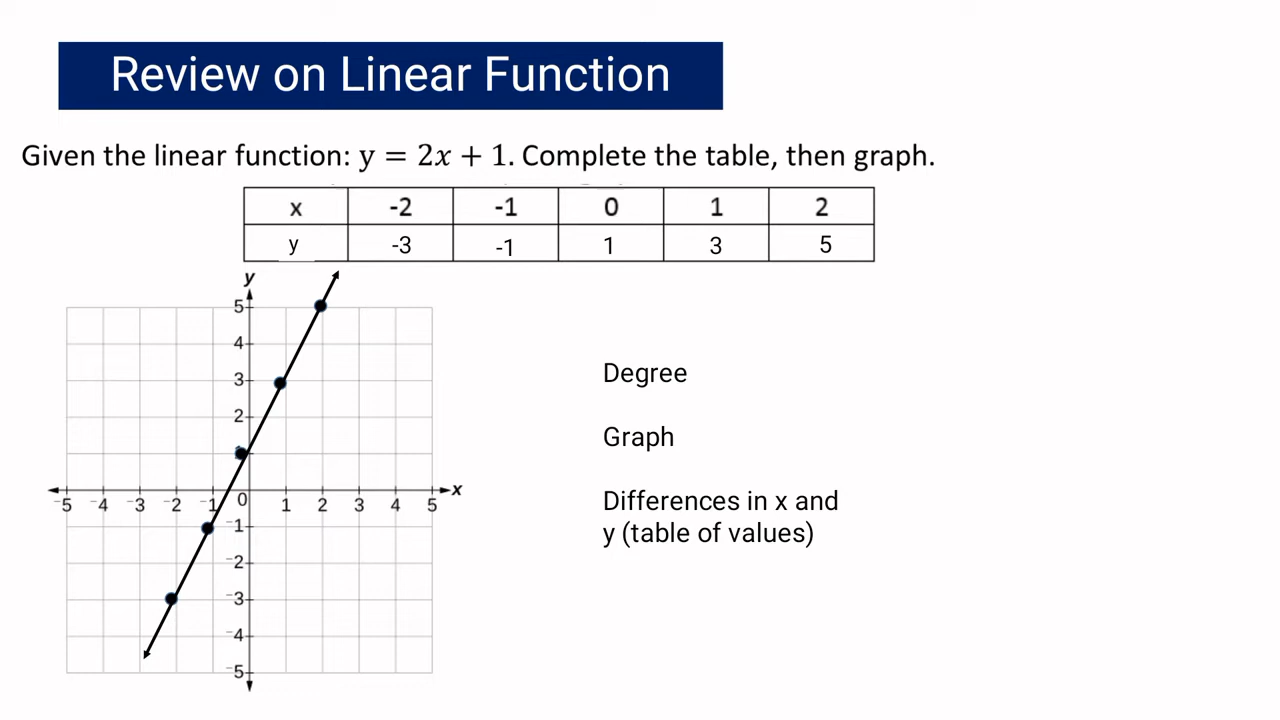 Review on Linear Function
Given the linear function: y = 2x + 1. Complete the table, then graph.
x -2 -1 0 1 2
y -3 -1 1 3 5
y
5
4
3
2
-5 -4 -3 -2 -1 0 1 2 3 4 5 x
-1
-2
-3
-4
-5
Degree
Graph
Differences in x and
y (table of values)